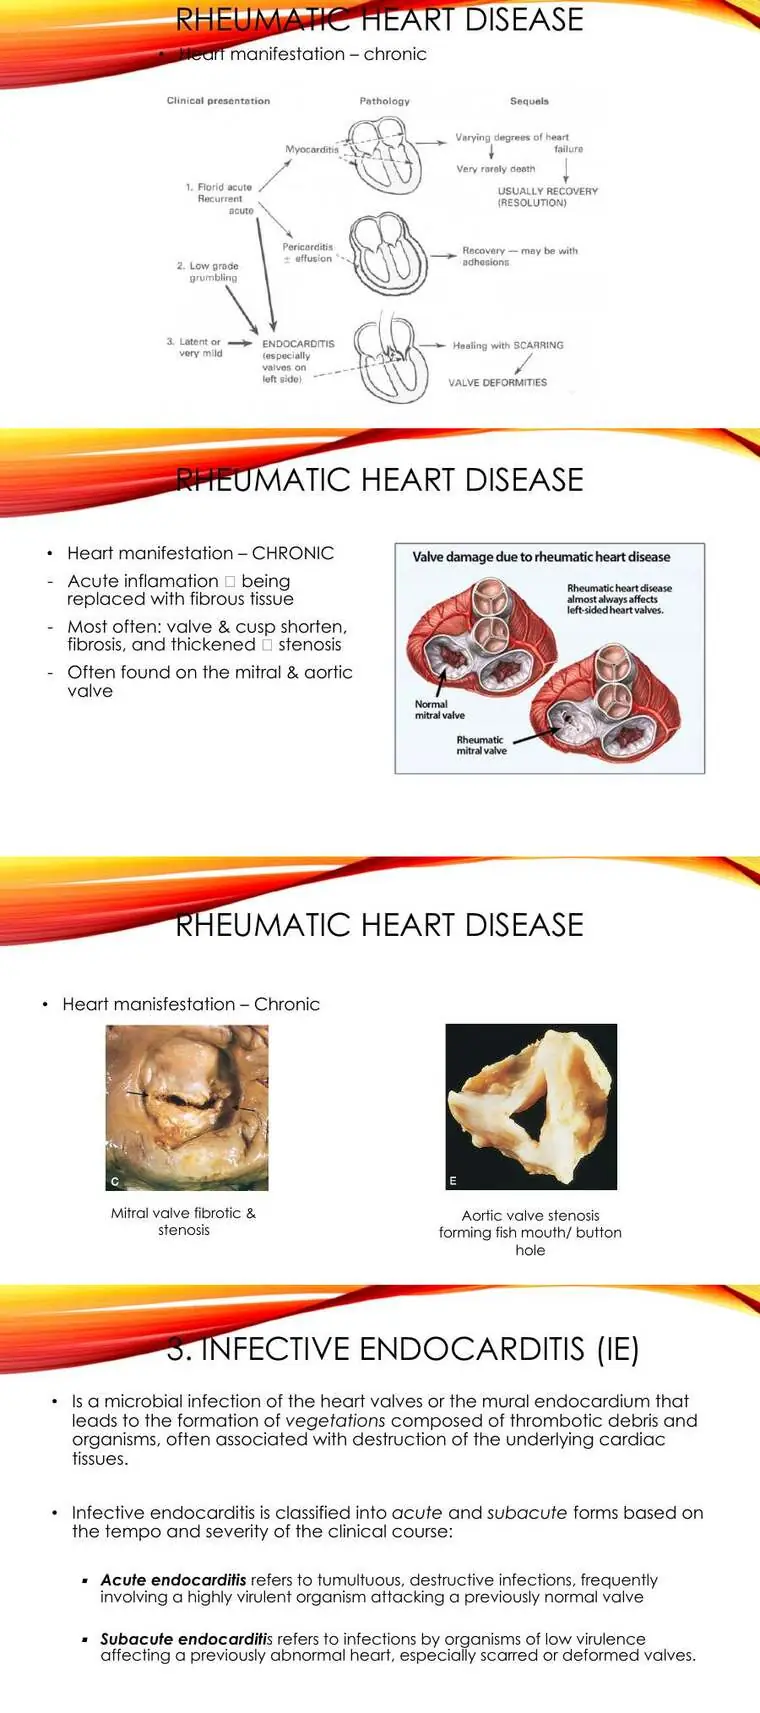 RHEUMATIC HEART DISEASE
• Heart manifestation – chronic
Clinical presentation
Pathology
Sequels
Myocarditis
Varying degrees of heart
failure
Very rarely death
USUALLY RECOVERY
(RESOLUTION)
1. Florid acute
Recurrent
acute
Pericarditis
± effusion
Recovery — may be with
adhesions
2. Low grade
grumbling
3. Latent or
very mild
ENDOCARDITIS
(especially
valves on
left side)
Healing with SCARRING
VALVE DEFORMITIES
RHEUMATIC HEART DISEASE
• Heart manifestation – CHRONIC
- Acute inflamation □ being
replaced with fibrous tissue
- Most often: valve & cusp shorten,
fibrosis, and thickened □ stenosis
- Often found on the mitral & aortic
valve
Valve damage due to rheumatic heart disease
Rheumatic heart disease
almost always affects
left-sided heart valves.
Normal
mitral valve
Rheumatic
mitral valve
RHEUMATIC HEART DISEASE
• Heart manisfestation – Chronic
C
E
Mitral valve fibrotic &
stenosis
Aortic valve stenosis
forming fish mouth/ button
hole
3. INFECTIVE ENDOCARDITIS (IE)
• Is a microbial infection of the heart valves or the mural endocardium that
leads to the formation of vegetations composed of thrombotic debris and
organisms, often associated with destruction of the underlying cardiac
tissues.
• Infective endocarditis is classified into acute and subacute forms based on
the tempo and severity of the clinical course:
▪ Acute endocarditis refers to tumultuous, destructive infections, frequently
involving a highly virulent organism attacking a previously normal valve
▪ Subacute endocarditis refers to infections by organisms of low virulence
affecting a previously abnormal heart, especially scarred or deformed valves.